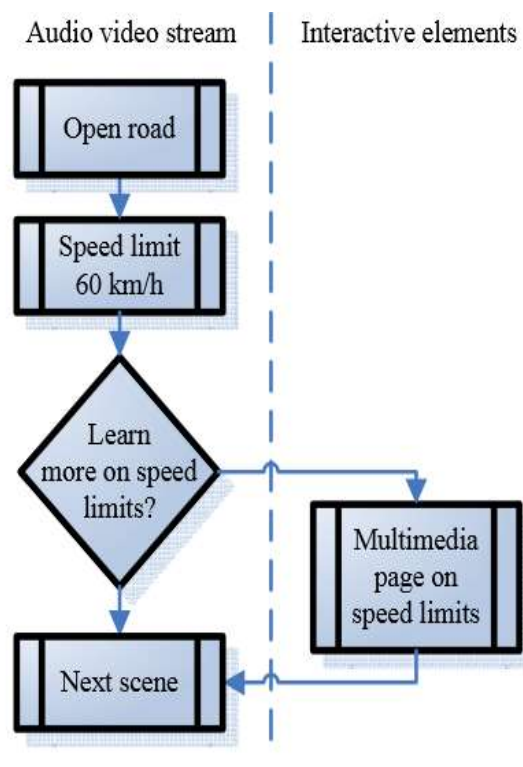 Audio video stream
Interactive elements
Open road
Speed limit
60 km/h
Learn
more on speed
limits?
Multimedia
page on
speed limits
Next scene